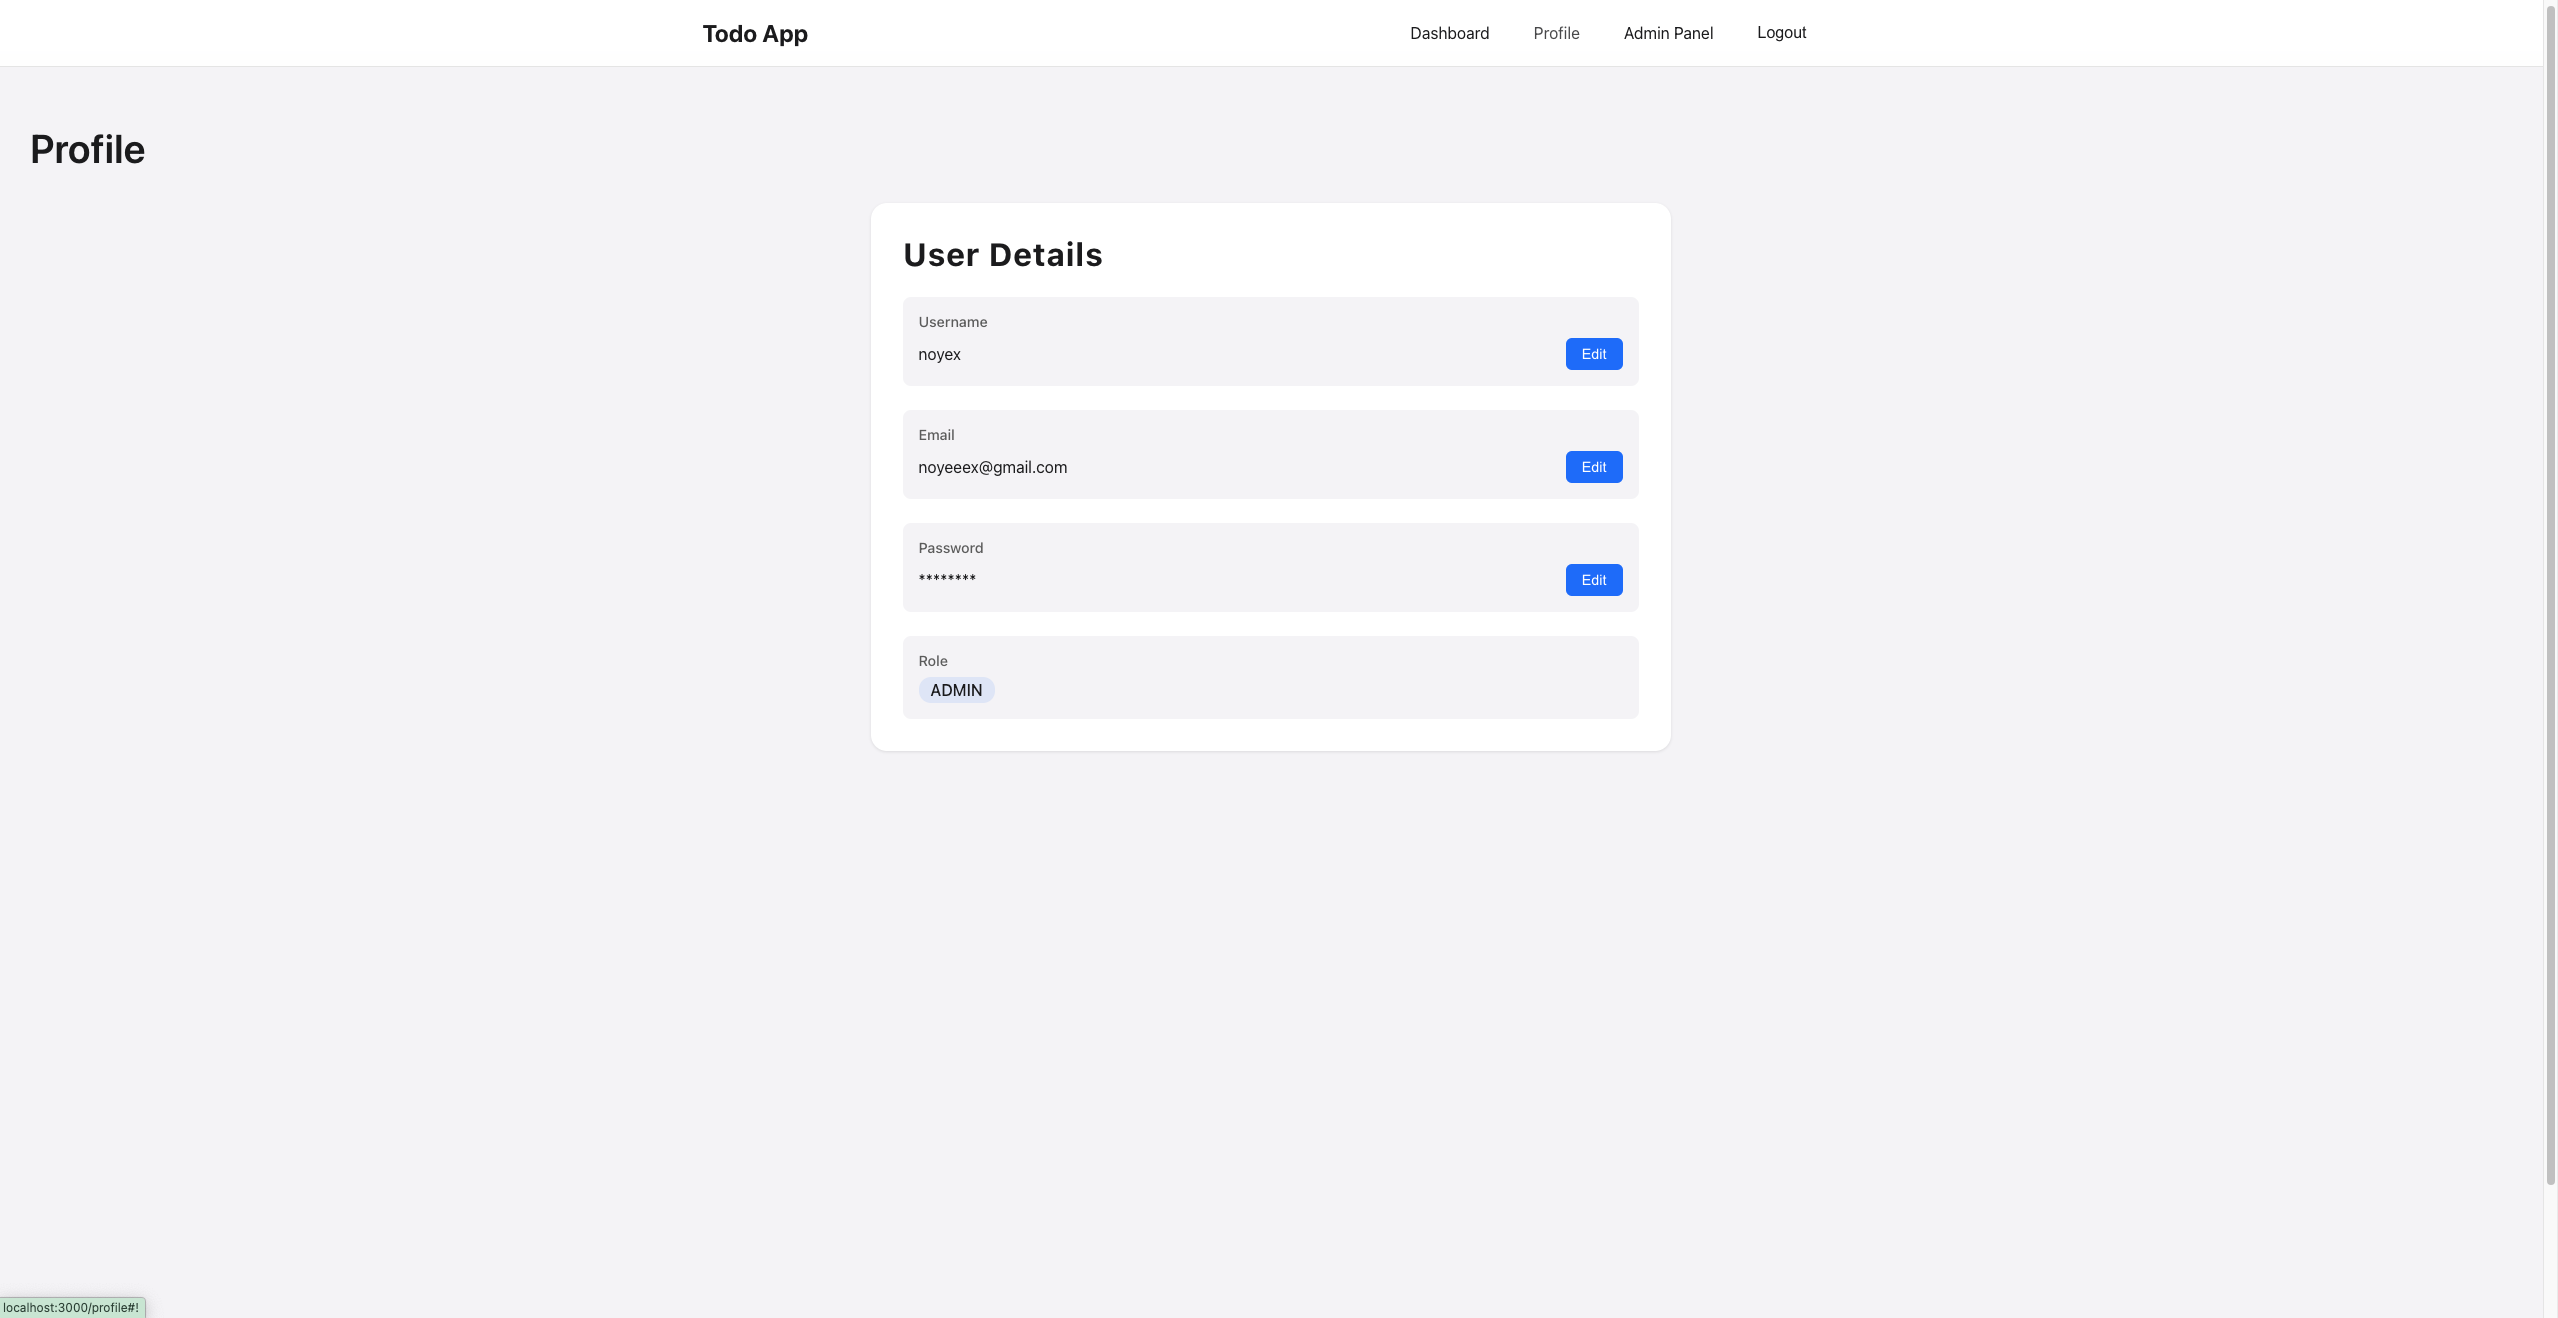 Todo App
Dashboard
Profile
Admin Panel
Logout
Profile
User Details
Username
noyex
Edit
Email
noyeeex@gmail.com
Edit
Password
********
Edit
Role
ADMIN
localhost:3000/profile#!